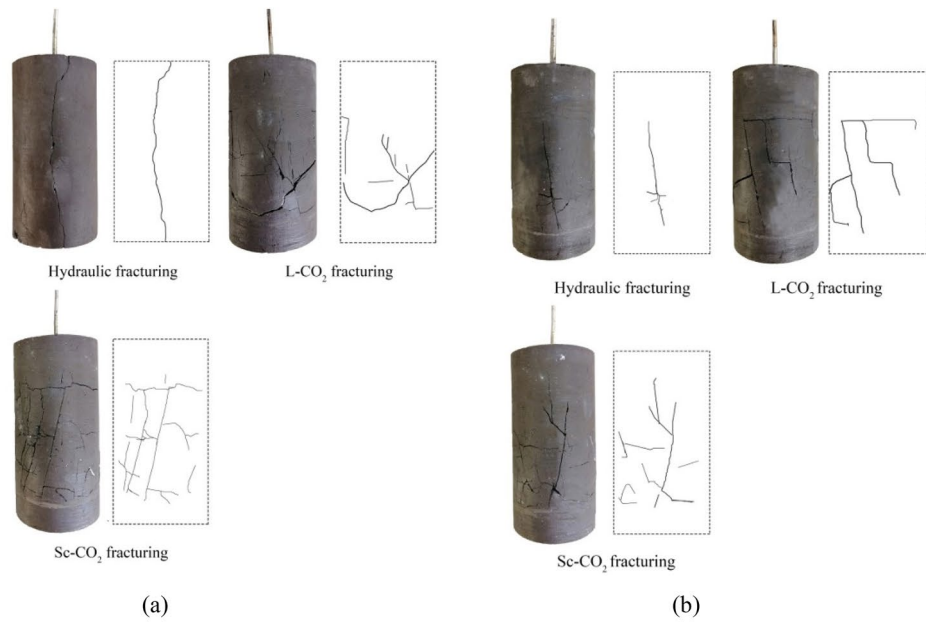 Hydraulic fracturing
L-CO2 fracturing
Sc-CO2 fracturing
(a)
Hydraulic fracturing
L-CO2 fracturing
Sc-CO2 fracturing
(b)